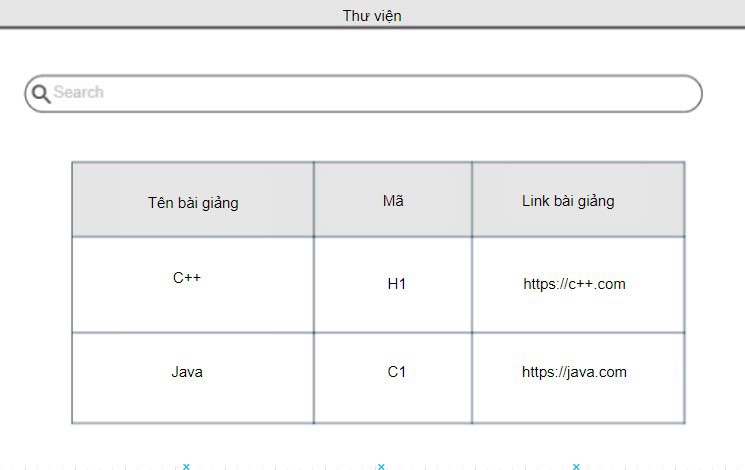 Thư viện
Search
Tên bài giảng Mã Link bài giảng
C++ H1 https://c++.com
Java C1 https://java.com